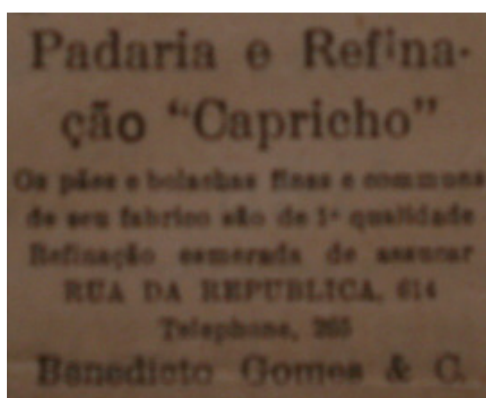 Padaria e Refina-
ção "Capricho"
Os pães e bolachas finas e communs
de seu fabrico são de 1ª qualidade
Refinação esmerada de assucar
RUA DA REPUBLICA, 614
Telephone, 265
Benedicto Gomes & C.